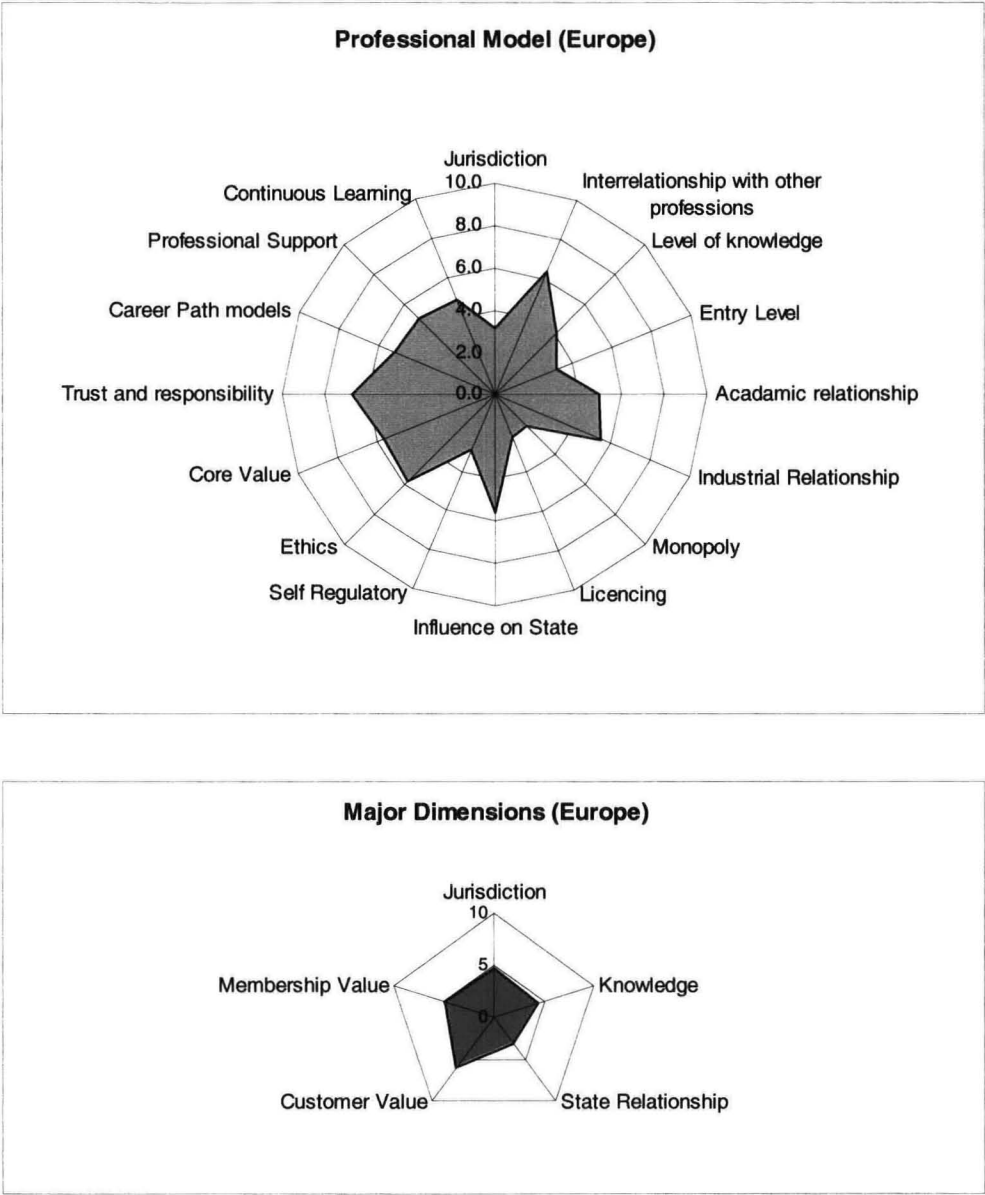 Professional Model (Europe)
Jurisdiction
10.0
Interrelationship with other
professions
Continuous Learning
Professional Support
8.0
Level of knowledge
6.0
Career Path models
4.0
Entry Level
2.0
Trust and responsibility
0.0
Acadamic relationship
Core Value
Industrial Relationship
Ethics
Monopoly
Self Regulatory
Licencing
Influence on State
Major Dimensions (Europe)
Jurisdiction
10
5
Membership Value
Knowledge
0
Customer Value
State Relationship